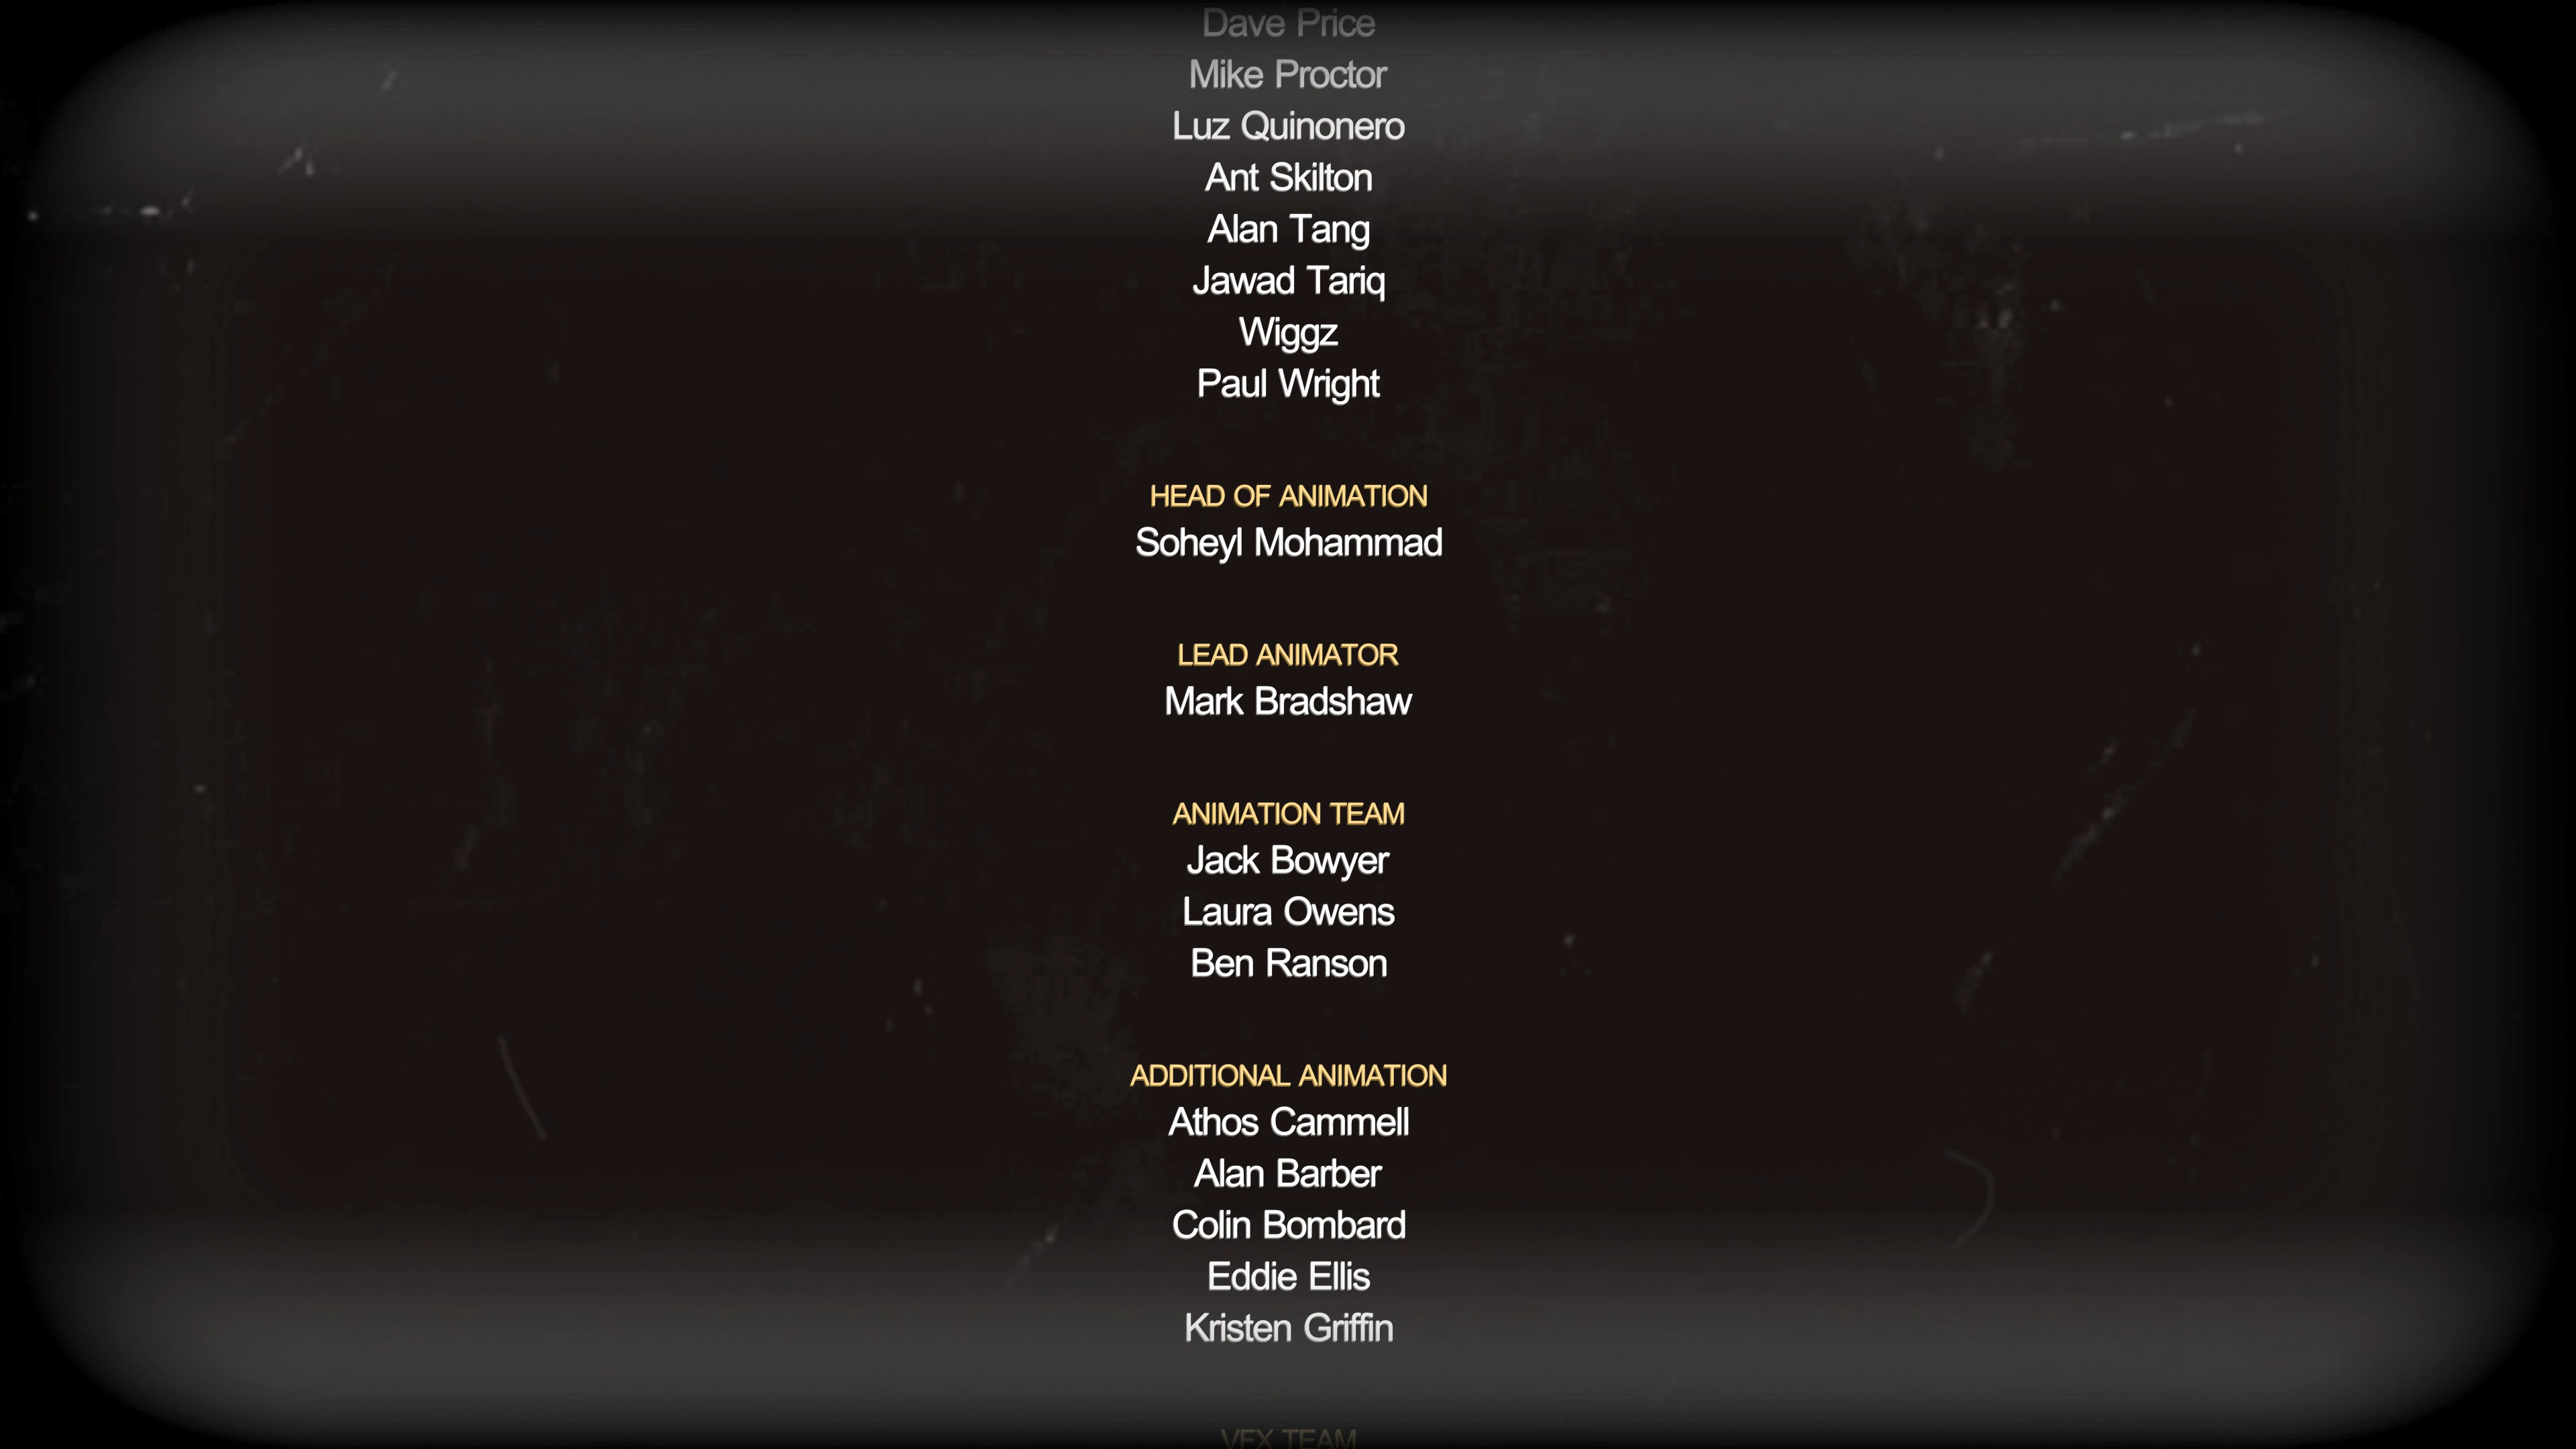 Dave Price
Mike Proctor
Luz Quinonero
Ant Skilton
Alan Tang
Jawad Tariq
Wiggz
Paul Wright
HEAD OF ANIMATION
Soheyl Mohammad
LEAD ANIMATOR
Mark Bradshaw
ANIMATION TEAM
Jack Bowyer
Laura Owens
Ben Ranson
ADDITIONAL ANIMATION
Athos Cammell
Alan Barber
Colin Bombard
Eddie Ellis
Kristen Griffin
VFX TEAM